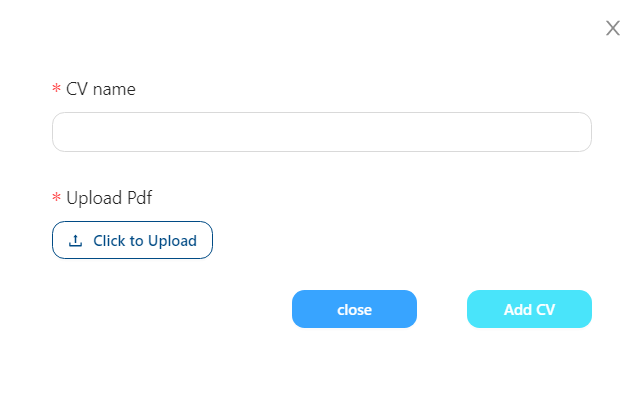 * CV name
* Upload Pdf
Click to Upload
close
Add CV